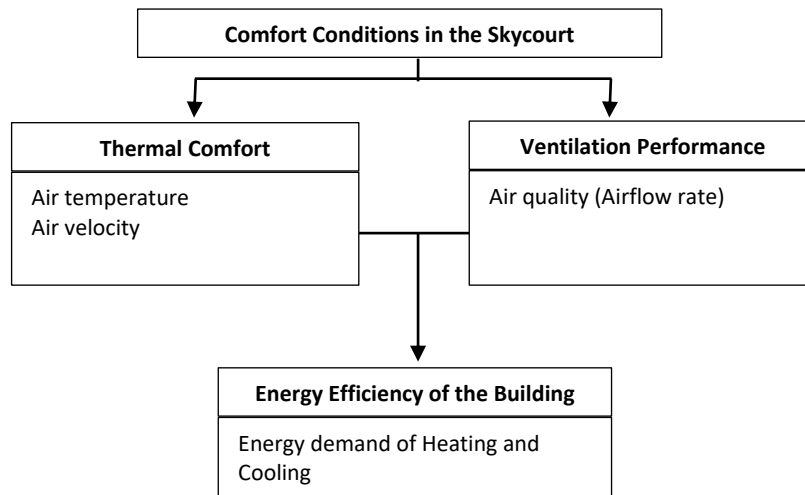 Comfort Conditions in the Skycourt
Thermal Comfort
Air temperature
Air velocity
Ventilation Performance
Air quality (Airflow rate)
Energy Efficiency of the Building
Energy demand of Heating and
Cooling